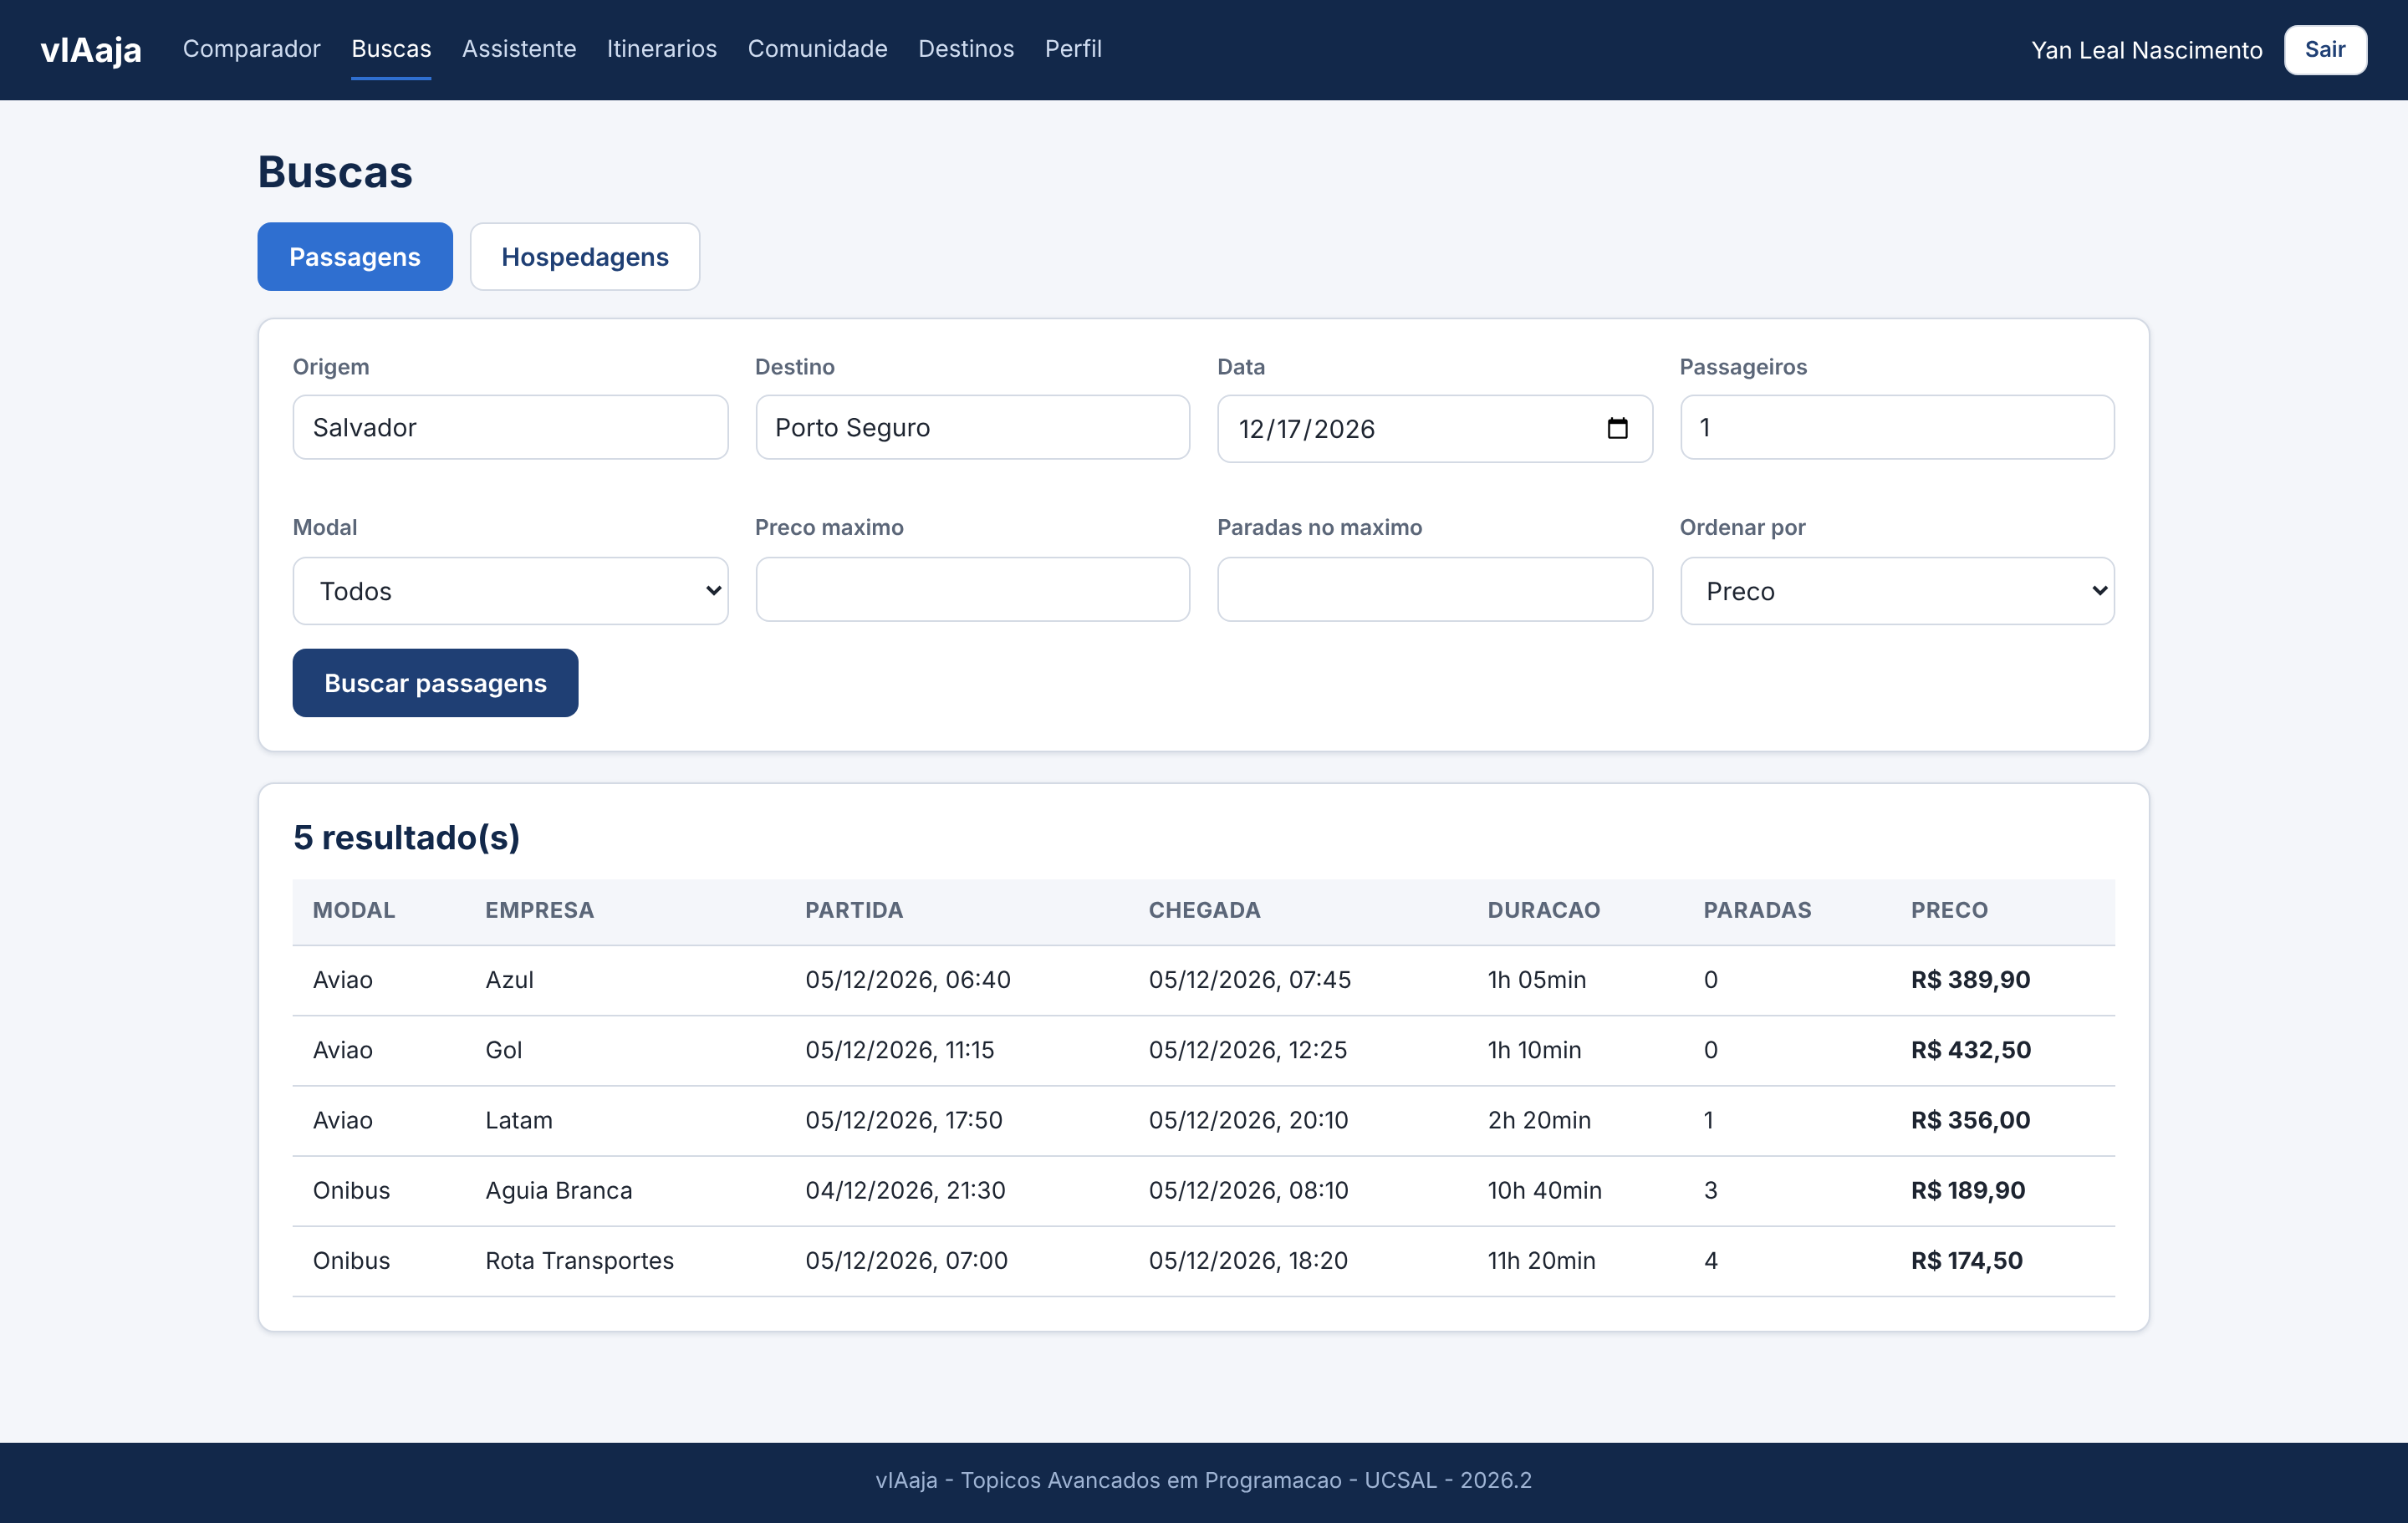 vIAaja Comparador Buscas Assistente Itinerarios Comunidade Destinos Perfil Yan Leal Nascimento Sair
Buscas
Passagens Hospedagens
Origem Destino Data Passageiros
Salvador Porto Seguro 12/17/2026 1
Modal Preco maximo Paradas no maximo Ordenar por
Todos Preco
Buscar passagens
5 resultado(s)
MODAL EMPRESA PARTIDA CHEGADA DURACAO PARADAS PRECO
Aviao Azul 05/12/2026, 06:40 05/12/2026, 07:45 1h 05min 0 R$ 389,90
Aviao Gol 05/12/2026, 11:15 05/12/2026, 12:25 1h 10min 0 R$ 432,50
Aviao Latam 05/12/2026, 17:50 05/12/2026, 20:10 2h 20min 1 R$ 356,00
Onibus Aguia Branca 04/12/2026, 21:30 05/12/2026, 08:10 10h 40min 3 R$ 189,90
Onibus Rota Transportes 05/12/2026, 07:00 05/12/2026, 18:20 11h 20min 4 R$ 174,50
vIAaja - Topicos Avancados em Programacao - UCSAL - 2026.2